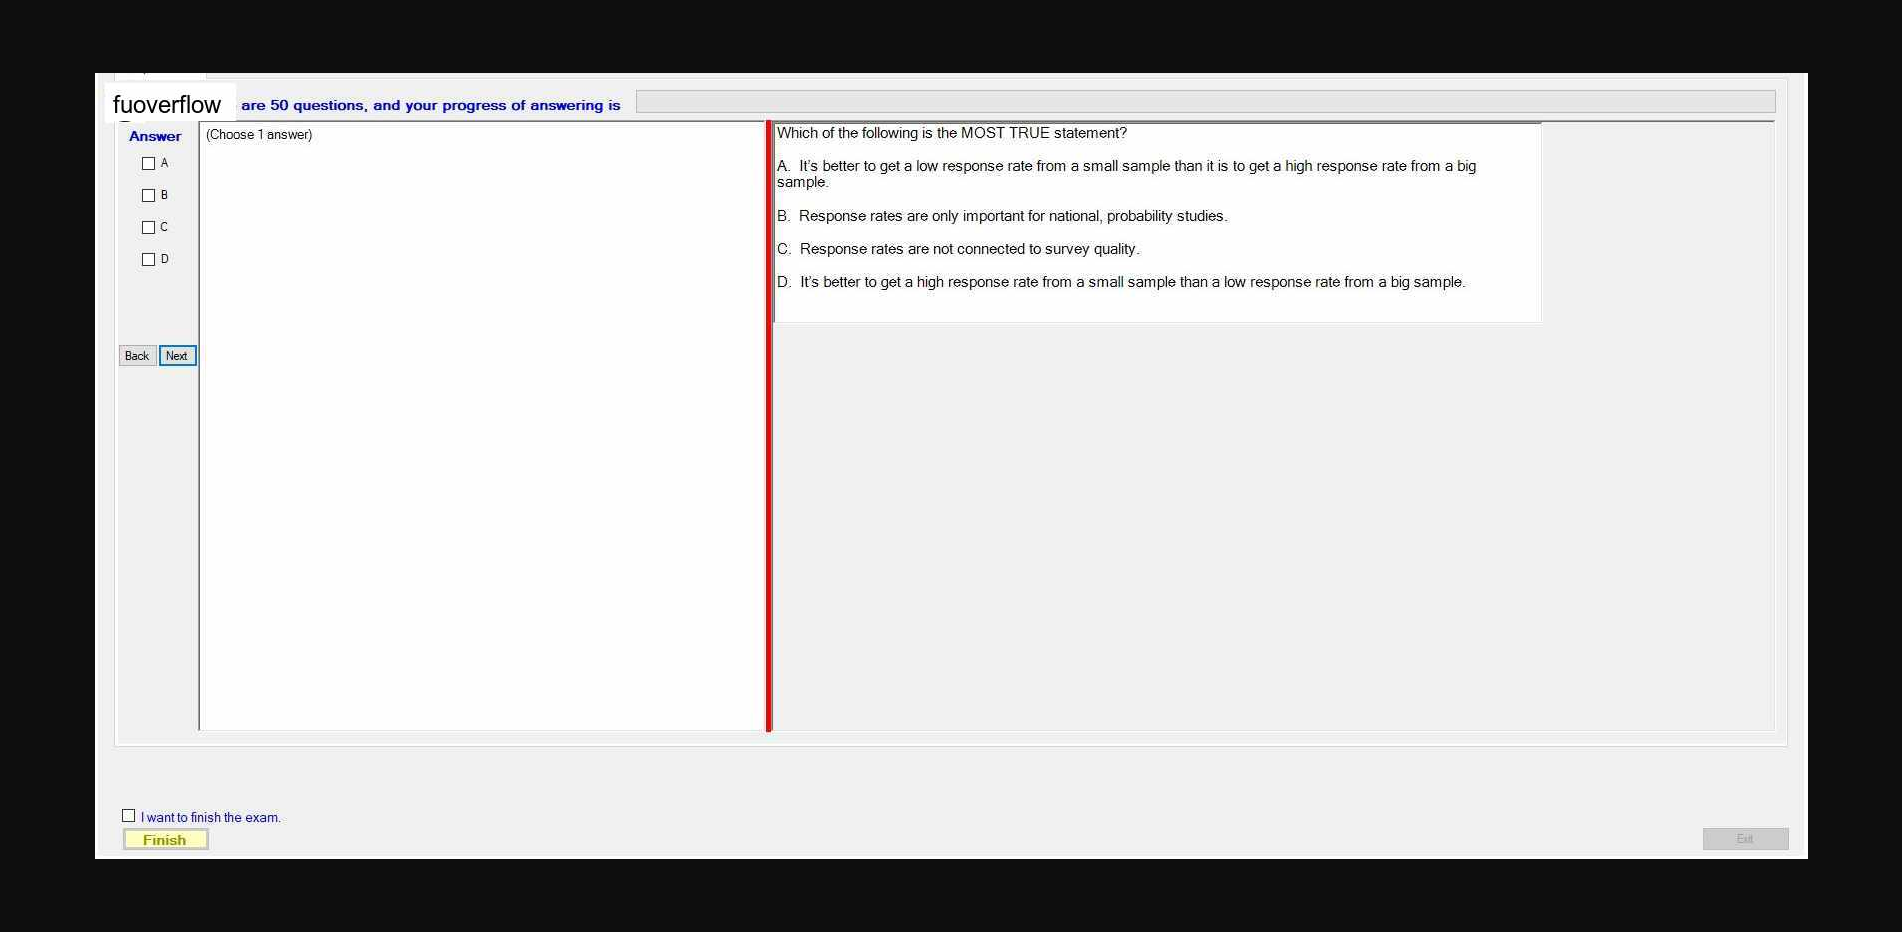 fuoverflow are 50 questions, and your progress of answering is
Answer
(Choose 1 answer)
A
B
C
D
Back Next
Which of the following is the MOST TRUE statement?
A. It's better to get a low response rate from a small sample than it is to get a high response rate from a big
sample.
B. Response rates are only important for national, probability studies.
C. Response rates are not connected to survey quality.
D. It's better to get a high response rate from a small sample than a low response rate from a big sample.
I want to finish the exam.
Finish
Exit